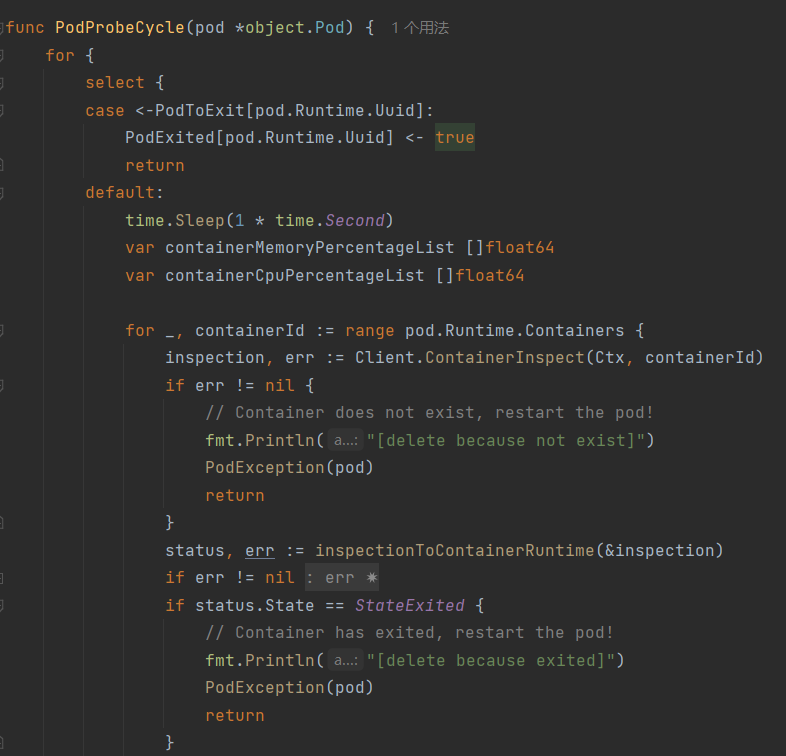 func PodProbeCycle(pod *object.Pod) { 1 个用法
    for {
        select {
        case <-PodToExit[pod.Runtime.Uuid]:
            PodExited[pod.Runtime.Uuid] <- true
            return
        default:
            time.Sleep(1 * time.Second)
            var containerMemoryPercentageList []float64
            var containerCpuPercentageList []float64

            for _, containerId := range pod.Runtime.Containers {
                inspection, err := Client.ContainerInspect(Ctx, containerId)
                if err != nil {
                    // Container does not exist, restart the pod!
                    fmt.Println( a...: "[delete because not exist]")
                    PodException(pod)
                    return
                }
                status, err := inspectionToContainerRuntime(&inspection)
                if err != nil : err ✷
                if status.State == StateExited {
                    // Container has exited, restart the pod!
                    fmt.Println( a...: "[delete because exited]")
                    PodException(pod)
                    return
                }